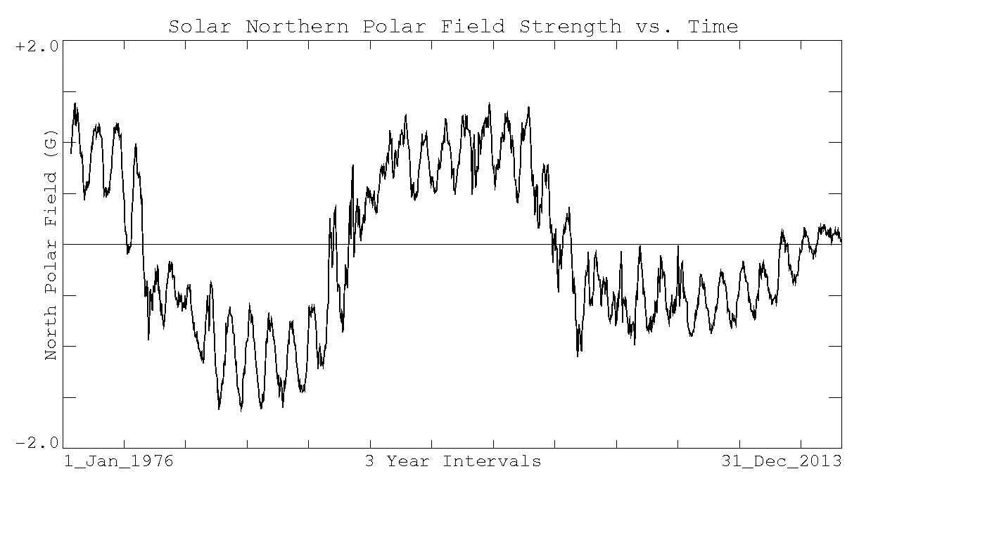 Solar Northern Polar Field Strength vs. Time
+2.0
North Polar Field (G)
-2.0
1_Jan_1976 3 Year Intervals 31_Dec_2013